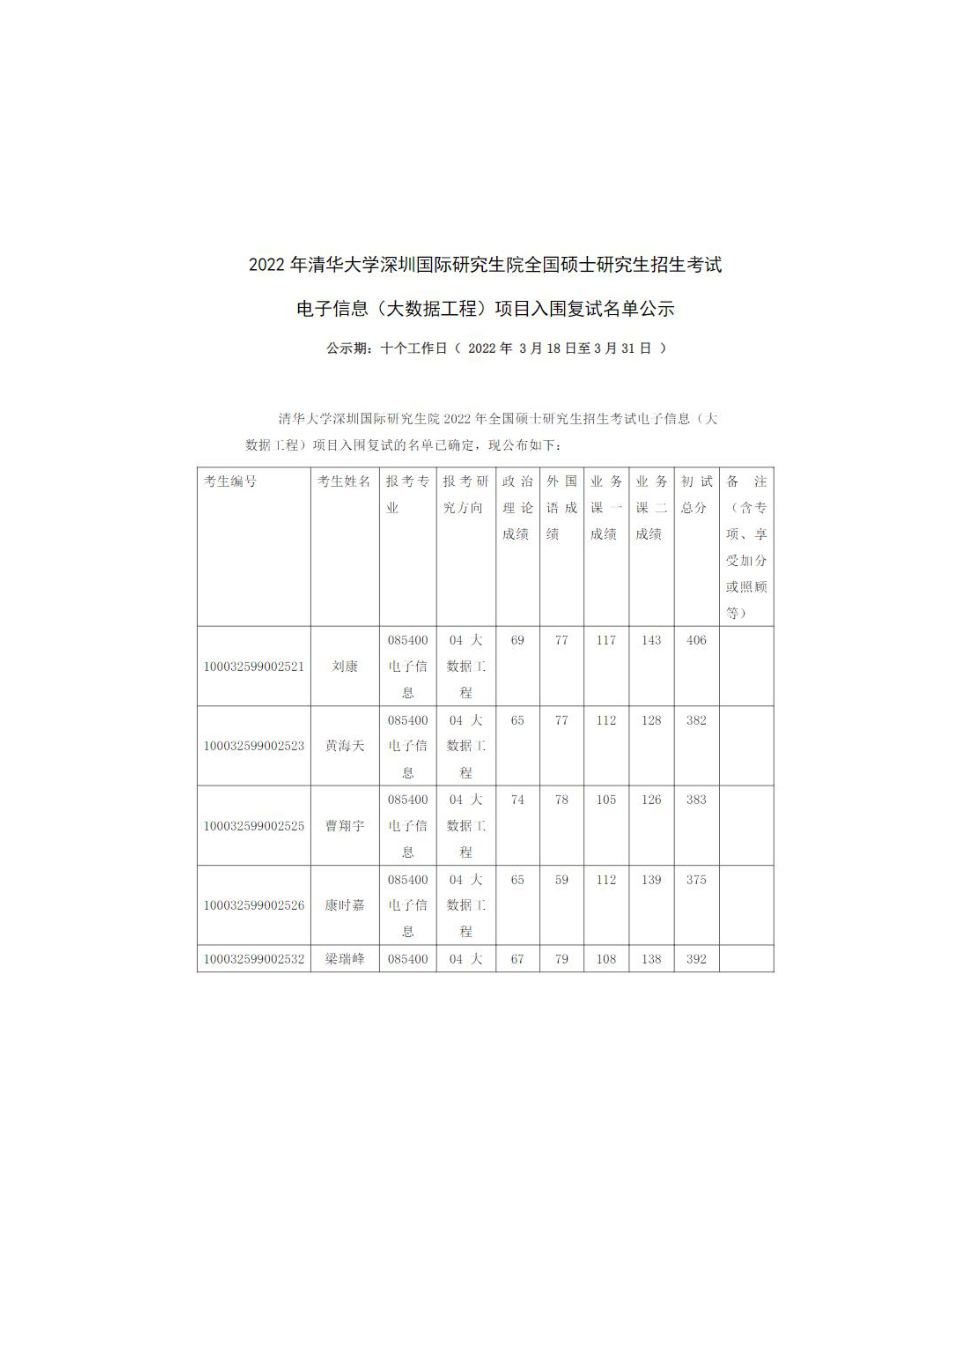 2022 年清华大学深圳国际研究生院全国硕士研究生招生考试
电子信息（大数据工程）项目入围复试名单公示
公示期：十个工作日（ 2022 年 3 月 18 日至 3 月 31 日 ）
清华大学深圳国际研究生院 2022 年全国硕士研究生招生考试电子信息（大
数据工程）项目入围复试的名单已确定，现公布如下：
考生编号 考生姓名 报考专 报考研 政治 外国 业务 业务 初试 备注
业 究方向 理论 语成 课一 课二 总分 （含专
成绩 绩 成绩 成绩 项、享
受加分
或照顾
等）
085400 04 大 69 77 117 143 406
100032599002521 刘康 电子信 数据工
息 程
085400 04 大 65 77 112 128 382
100032599002523 黄海天 电子信 数据工
息 程
085400 04 大 74 78 105 126 383
100032599002525 曹翔宇 电子信 数据工
息 程
085400 04 大 65 59 112 139 375
100032599002526 康时嘉 电子信 数据工
息 程
100032599002532 梁瑞峰 085400 04 大 67 79 108 138 392